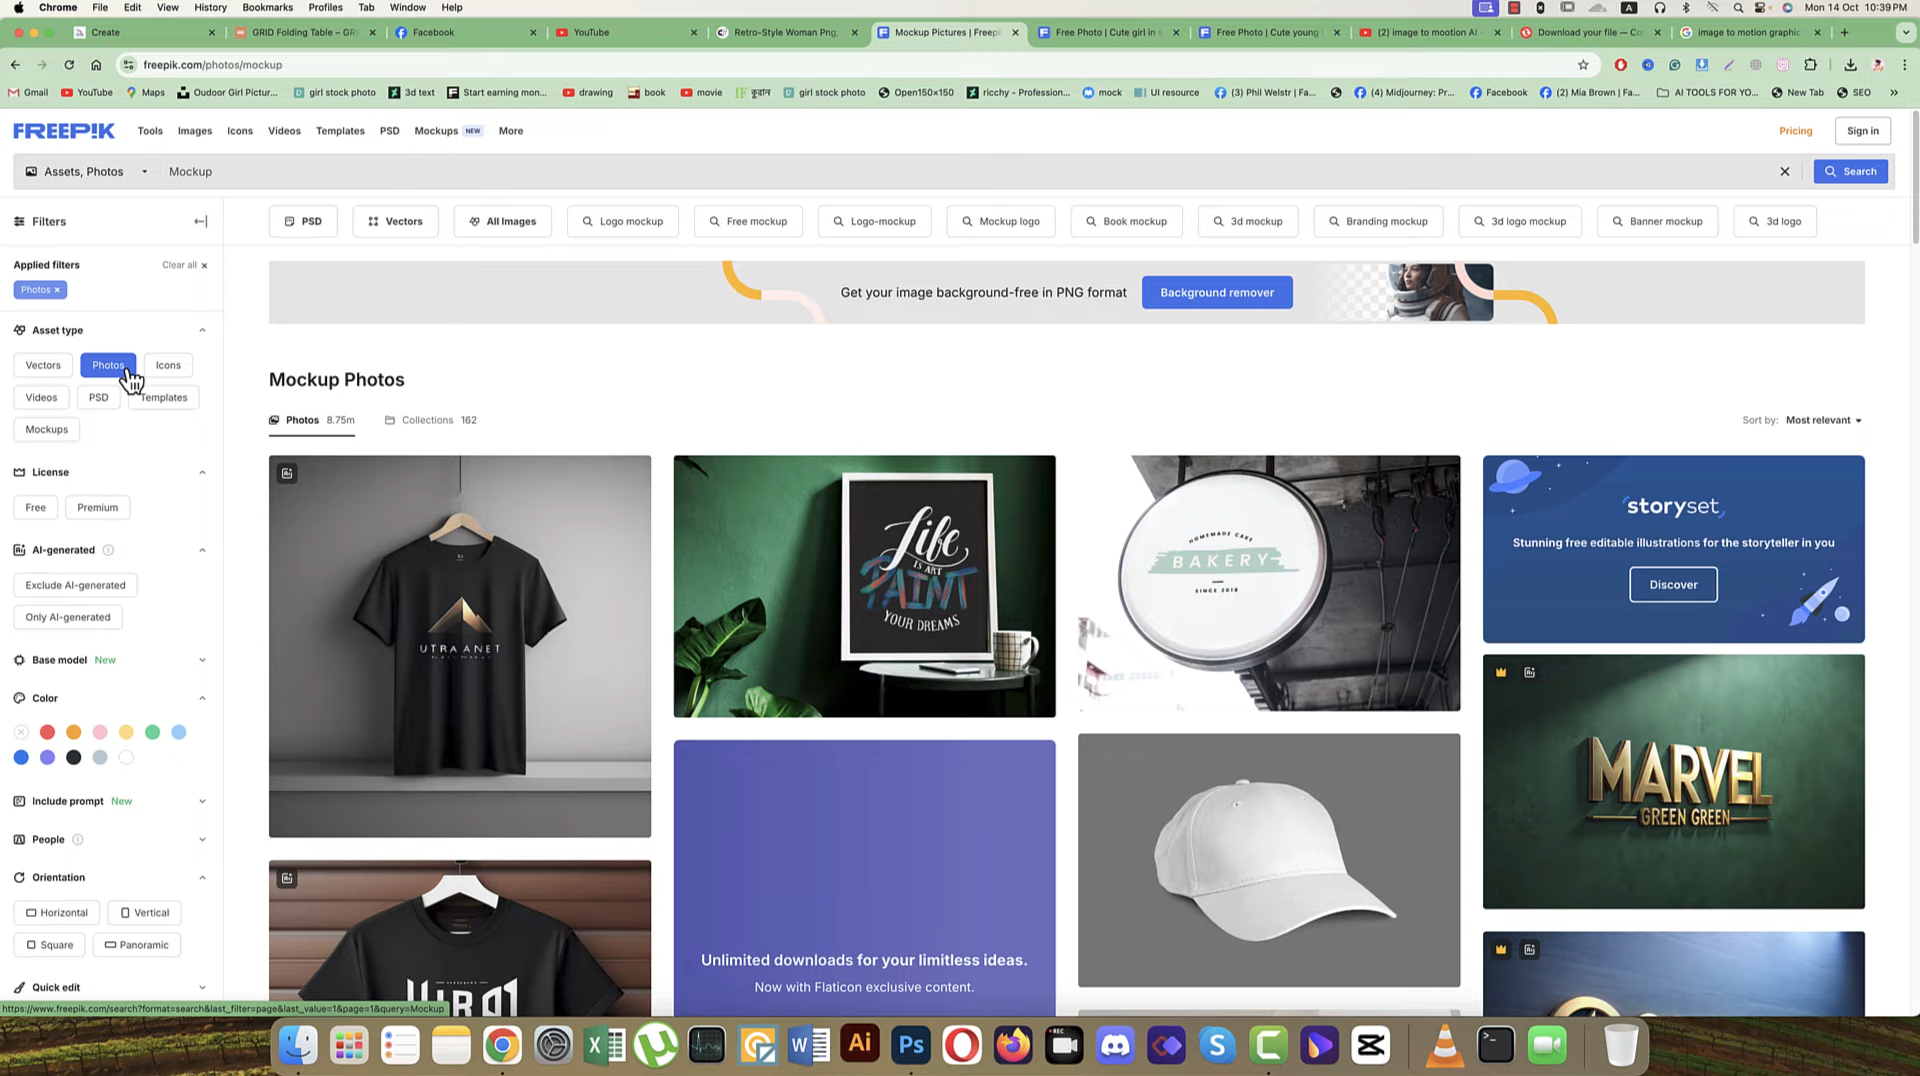 Chrome File Edit View History Bookmarks Profiles Tab Window Help
Mon 14 Oct 10:39 PM
Create
GRID Folding Table – GRI
Facebook
YouTube
Retro-Style Woman Png,
Mockup Pictures | Freepi
Free Photo | Cute girl in s
Free Photo | Cute young
(2) image to mootion AI -
Download your file — Co
image to motion graphic
freepik.com/photos/mockup
Gmail YouTube Maps Oudoor Girl Pictur... girl stock photo 3d text Start earning mon... drawing book movie কুরান girl stock photo Open150×150 ricchy - Profession... mock UI resource (3) Phil Welstr | Fa... (4) Midjourney: Pr... Facebook (2) Mia Brown | Fa... AI TOOLS FOR YO... New Tab SEO
FREEPIK Tools Images Icons Videos Templates PSD Mockups NEW More Pricing Sign in
Assets, Photos Mockup Search
Filters
PSD Vectors All Images Logo mockup Free mockup Logo-mockup Mockup logo Book mockup 3d mockup Branding mockup 3d logo mockup Banner mockup 3d logo
Applied filters Clear all
Photos
Get your image background-free in PNG format Background remover
Asset type
Vectors Photos Icons
Videos PSD Templates
Mockups
Mockup Photos
Photos 8.75m Collections 162
Sort by: Most relevant
License
Free Premium
AI-generated
Exclude AI-generated
Only AI-generated
Base model New
Color
Include prompt New
People
Orientation
Horizontal Vertical
Square Panoramic
Quick edit
UTRA ANET
Life
IS ART
PAINT
YOUR DREAMS
HOMEMADE CAKE
BAKERY
SINCE 2018
storyset
Stunning free editable illustrations for the storyteller in you
Discover
MARVEL
GREEN GREEN
Unlimited downloads for your limitless ideas.
Now with Flaticon exclusive content.
https://www.freepik.com/search?format=search&last_filter=page&last_value=1&page=1&query=Mockup
Ai
Ps
REC